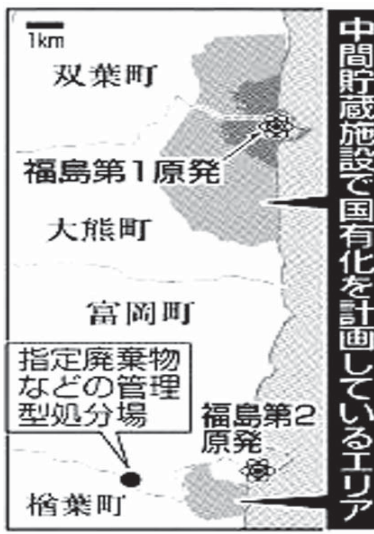 中間貯蔵施設で国有化を計画しているエリア
1km
双葉町
福島第1原発
大熊町
富岡町
指定廃棄物
などの管理
型処分場
福島第2
原発
楢葉町